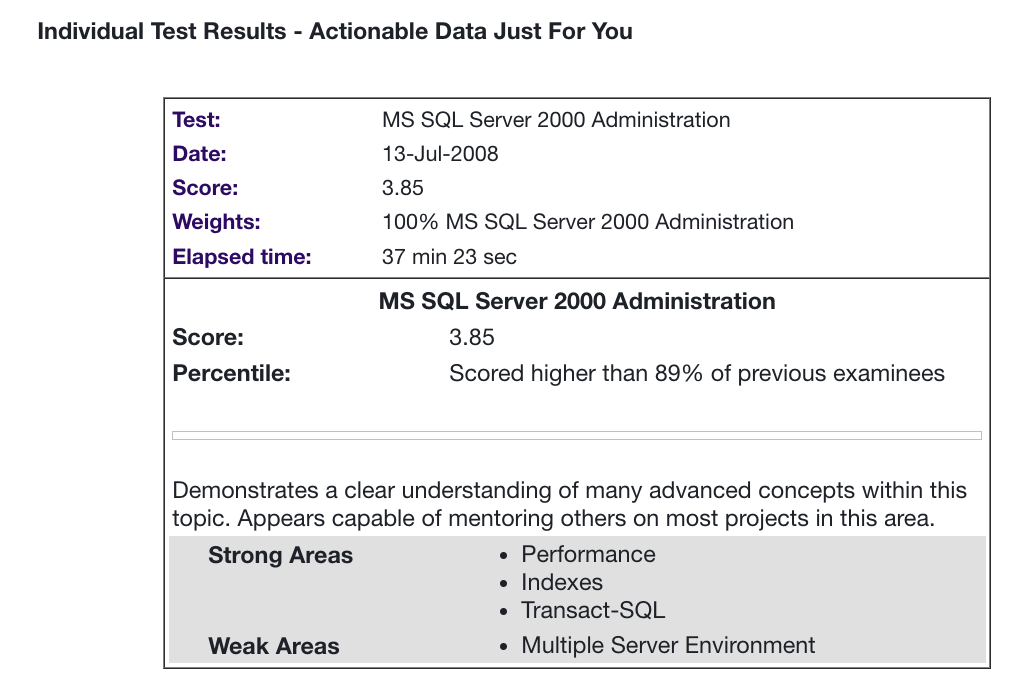 Individual Test Results - Actionable Data Just For You
Test: MS SQL Server 2000 Administration
Date: 13-Jul-2008
Score: 3.85
Weights: 100% MS SQL Server 2000 Administration
Elapsed time: 37 min 23 sec
MS SQL Server 2000 Administration
Score: 3.85
Percentile: Scored higher than 89% of previous examinees
Demonstrates a clear understanding of many advanced concepts within this
topic. Appears capable of mentoring others on most projects in this area.
Strong Areas • Performance
• Indexes
• Transact-SQL
Weak Areas • Multiple Server Environment